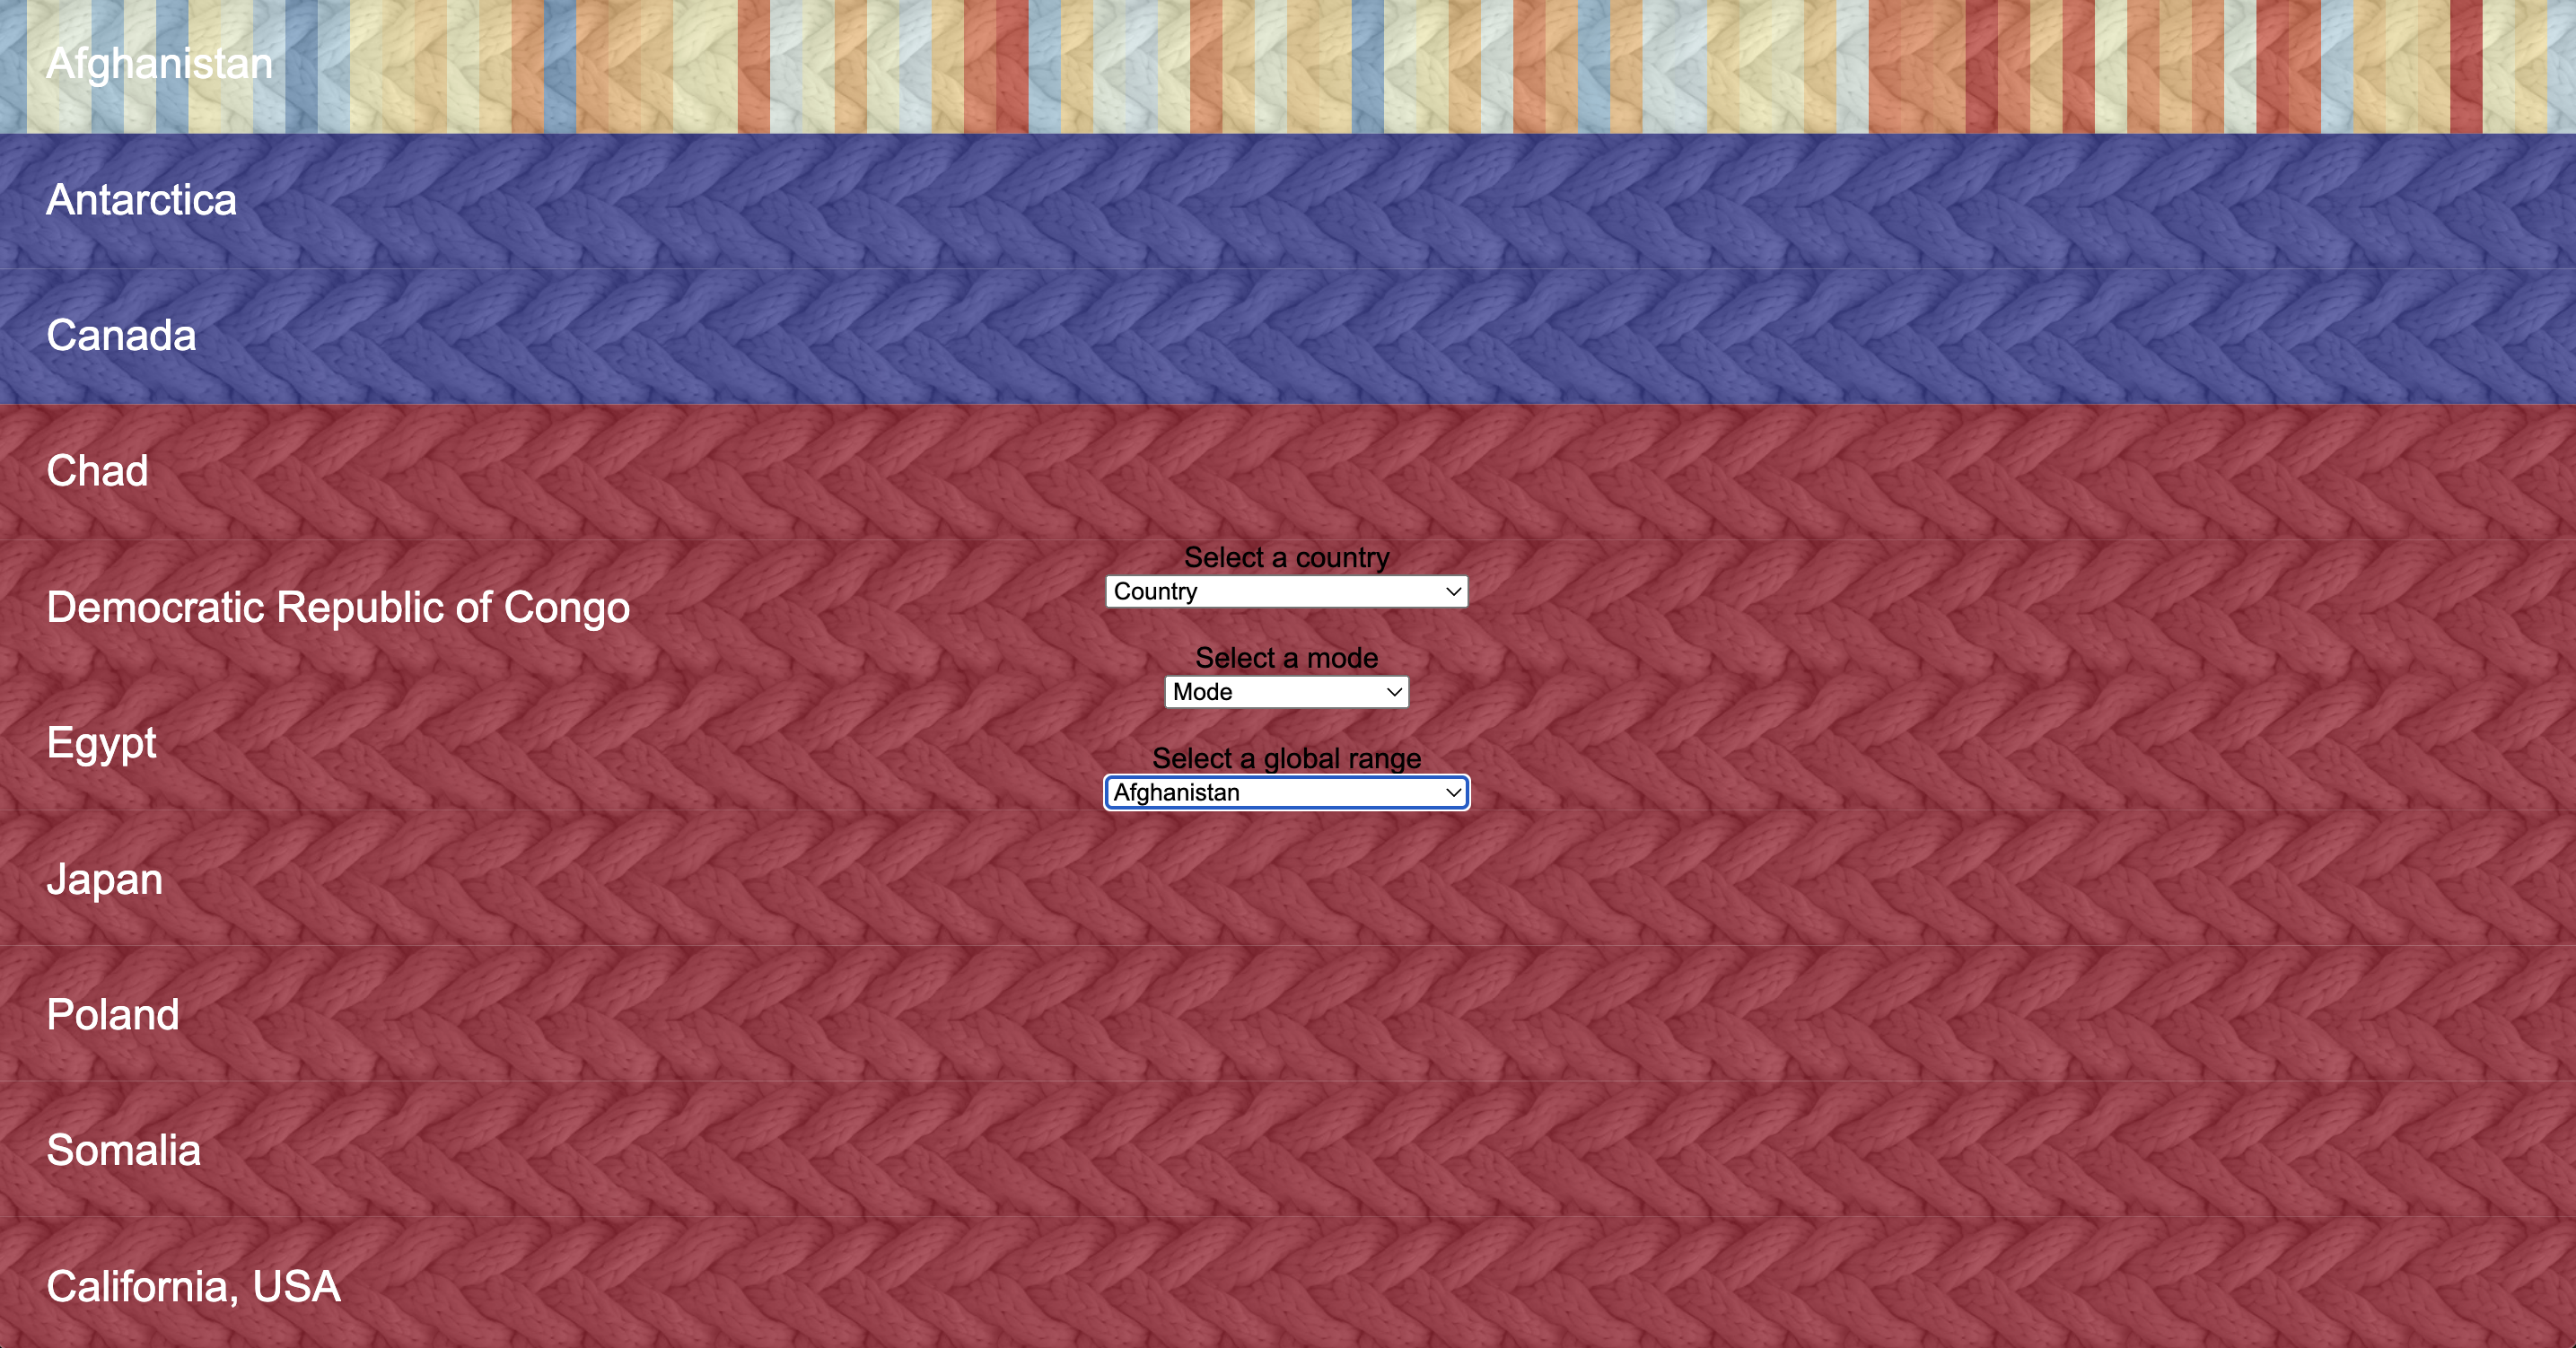 Afghanistan
Antarctica
Canada
Chad
Select a country
Country
Democratic Republic of Congo
Select a mode
Mode
Egypt
Select a global range
Afghanistan
Japan
Poland
Somalia
California, USA